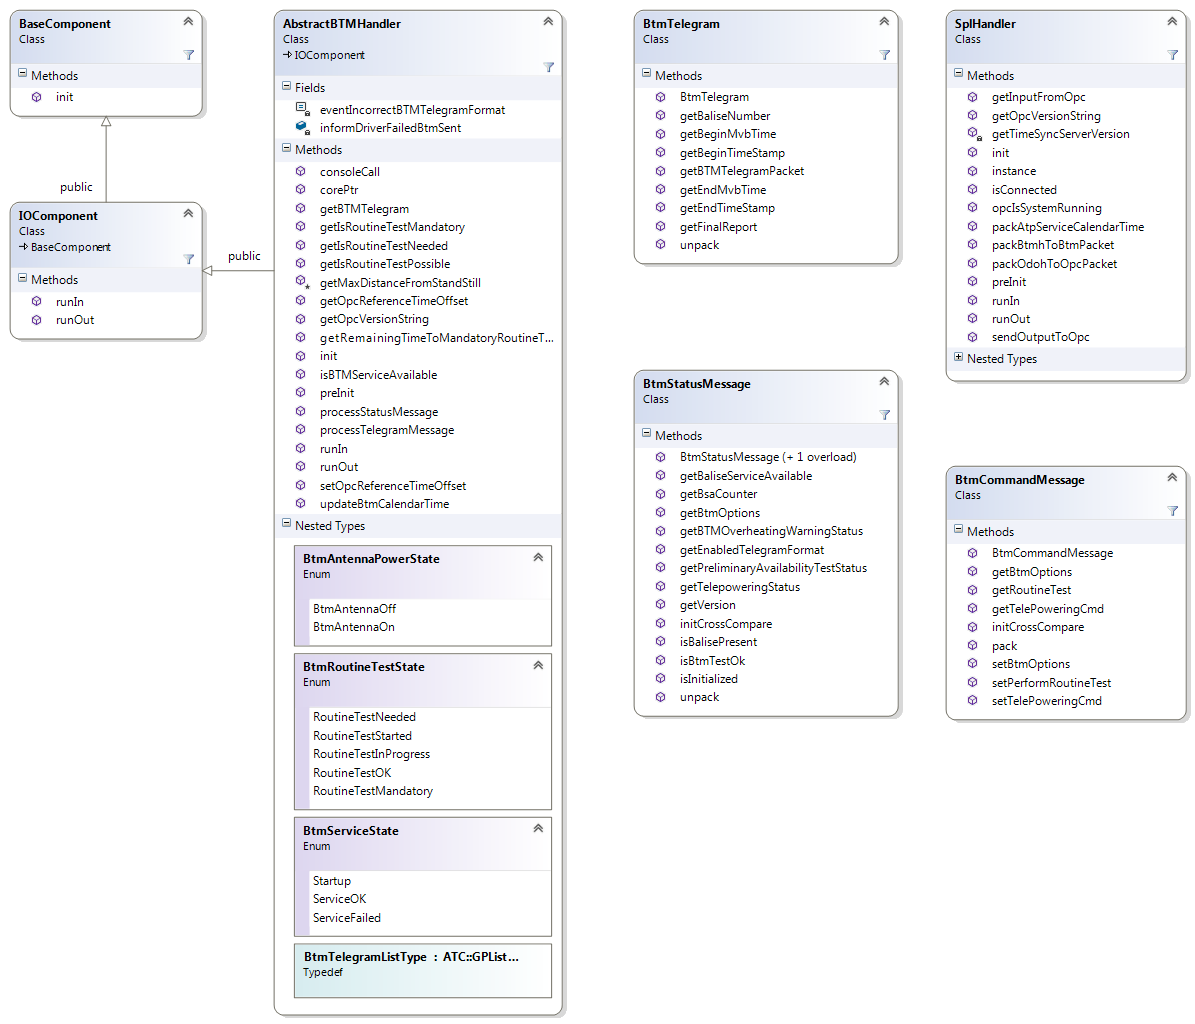 BaseComponent
Class
Methods
init
public
IOComponent
Class
BaseComponent
Methods
runIn
runOut
public
AbstractBTMHandler
Class
IOComponent
Fields
eventIncorrectBTMTelegramFormat
informDriverFailedBtmSent
Methods
consoleCall
corePtr
getBTMTelegram
getIsRoutineTestMandatory
getIsRoutineTestNeeded
getIsRoutineTestPossible
getMaxDistanceFromStandStill
getOpcReferenceTimeOffset
getOpcVersionString
getRemainingTimeToMandatoryRoutineT...
init
isBTMServiceAvailable
preInit
processStatusMessage
processTelegramMessage
runIn
runOut
setOpcReferenceTimeOffset
updateBtmCalendarTime
Nested Types
BtmAntennaPowerState
Enum
BtmAntennaOff
BtmAntennaOn
BtmRoutineTestState
Enum
RoutineTestNeeded
RoutineTestStarted
RoutineTestInProgress
RoutineTestOK
RoutineTestMandatory
BtmServiceState
Enum
Startup
ServiceOK
ServiceFailed
BtmTelegramListType : ATC::GPList...
Typedef
BtmTelegram
Class
Methods
BtmTelegram
getBaliseNumber
getBeginMvbTime
getBeginTimeStamp
getBTMTelegramPacket
getEndMvbTime
getEndTimeStamp
getFinalReport
unpack
BtmStatusMessage
Class
Methods
BtmStatusMessage (+ 1 overload)
getBaliseServiceAvailable
getBsaCounter
getBtmOptions
getBTMOverheatingWarningStatus
getEnabledTelegramFormat
getPreliminaryAvailabilityTestStatus
getTelepoweringStatus
getVersion
initCrossCompare
isBalisePresent
isBtmTestOk
isInitialized
unpack
SplHandler
Class
Methods
getInputFromOpc
getOpcVersionString
getTimeSyncServerVersion
init
instance
isConnected
opcIsSystemRunning
packAtpServiceCalendarTime
packBtmhToBtmPacket
packOdohToOpcPacket
preInit
runIn
runOut
sendOutputToOpc
Nested Types
BtmCommandMessage
Class
Methods
BtmCommandMessage
getBtmOptions
getRoutineTest
getTelePoweringCmd
initCrossCompare
pack
setBtmOptions
setPerformRoutineTest
setTelePoweringCmd